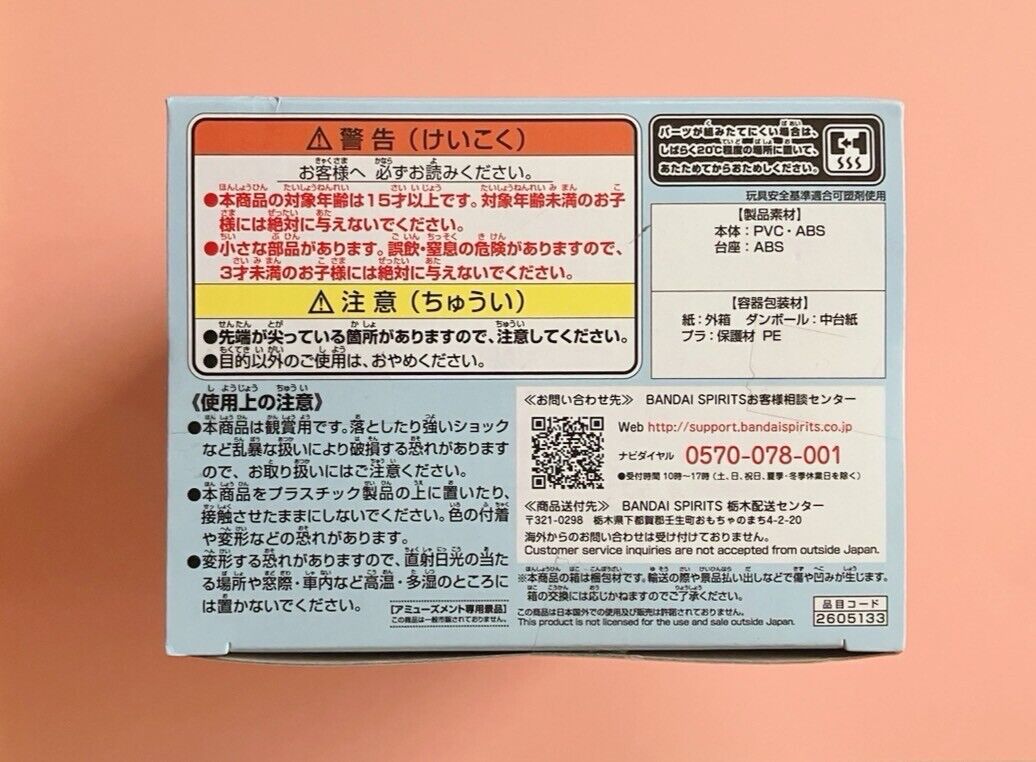 ⚠警告(けいこく)
お客様へ 必ずお読みください。
●本商品の対象年齢は15才以上です。対象年齢未満のお子
様には絶対に与えないでください。
●小さな部品があります。誤飲・窒息の危険がありますので、
3才未満のお子様には絶対に与えないでください。
⚠注意(ちゅうい)
●先端が尖っている箇所がありますので、注意してください。
●目的以外のご使用は、おやめください。
《使用上の注意》
●本商品は観賞用です。落としたり強いショック
など乱暴な扱いにより破損する恐れがあります
ので、お取り扱いにはご注意ください。
●本商品をプラスチック製品の上に置いたり、
接触させたままにしないでください。色の付着
や変形などの恐れがあります。
●変形する恐れがありますので、直射日光の当た
る場所や窓際・車内など高温・多湿のところに
は置かないでください。
【アミューズメント専用景品】
この商品は一般市販されておりません。
パーツが組みたてにくい場合は、
しばらく20℃程度の場所に置いて、
あたためてからおためしください。
玩具安全基準適合可塑剤使用
【製品素材】
本体:PVC・ABS
台座:ABS
【容器包装材】
紙:外箱 ダンボール:中台紙
プラ:保護材 PE
≪お問い合わせ先≫ BANDAI SPIRITSお客様相談センター
Web http://support.bandaispirits.co.jp
ナビダイヤル 0570-078-001
●受付時間 10時〜17時(土、日、祝日、夏季・冬季休業日を除く)
≪商品送付先≫ BANDAI SPIRITS 栃木配送センター
〒321-0298 栃木県下都賀郡壬生町おもちゃのまち4-2-20
海外からのお問い合わせは受け付けておりません。
Customer service inquiries are not accepted from outside Japan.
※本商品の箱は梱包材です。輸送の際や景品払い出しなどで傷や凹みが生じます。
箱の交換には応じかねますのでご了承ください。
この商品は日本国外での使用及び販売は許諾されておりません。
This product is not licensed for the use and sale outside Japan.
品目コード
2605133